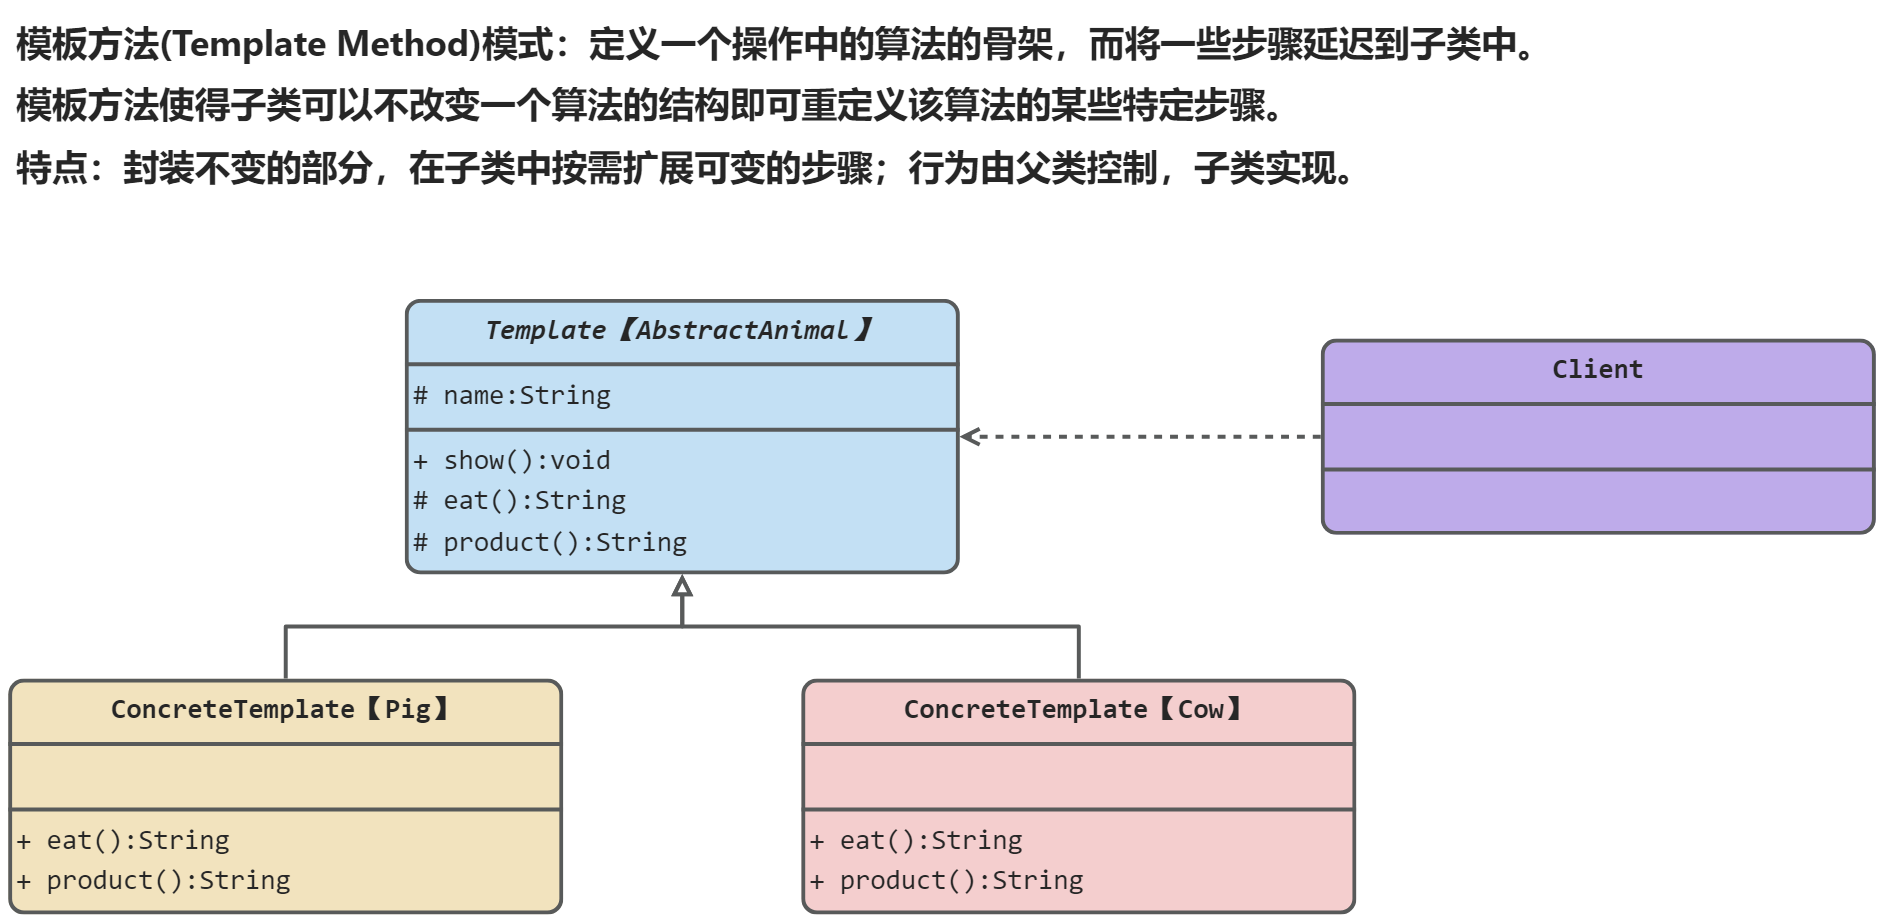 模板方法(Template Method)模式：定义一个操作中的算法的骨架，而将一些步骤延迟到子类中。
模板方法使得子类可以不改变一个算法的结构即可重定义该算法的某些特定步骤。
特点：封装不变的部分，在子类中按需扩展可变的步骤；行为由父类控制，子类实现。
Template【AbstractAnimal】
# name:String
+ show():void
# eat():String
# product():String
Client
ConcreteTemplate【Pig】
+ eat():String
+ product():String
ConcreteTemplate【Cow】
+ eat():String
+ product():String